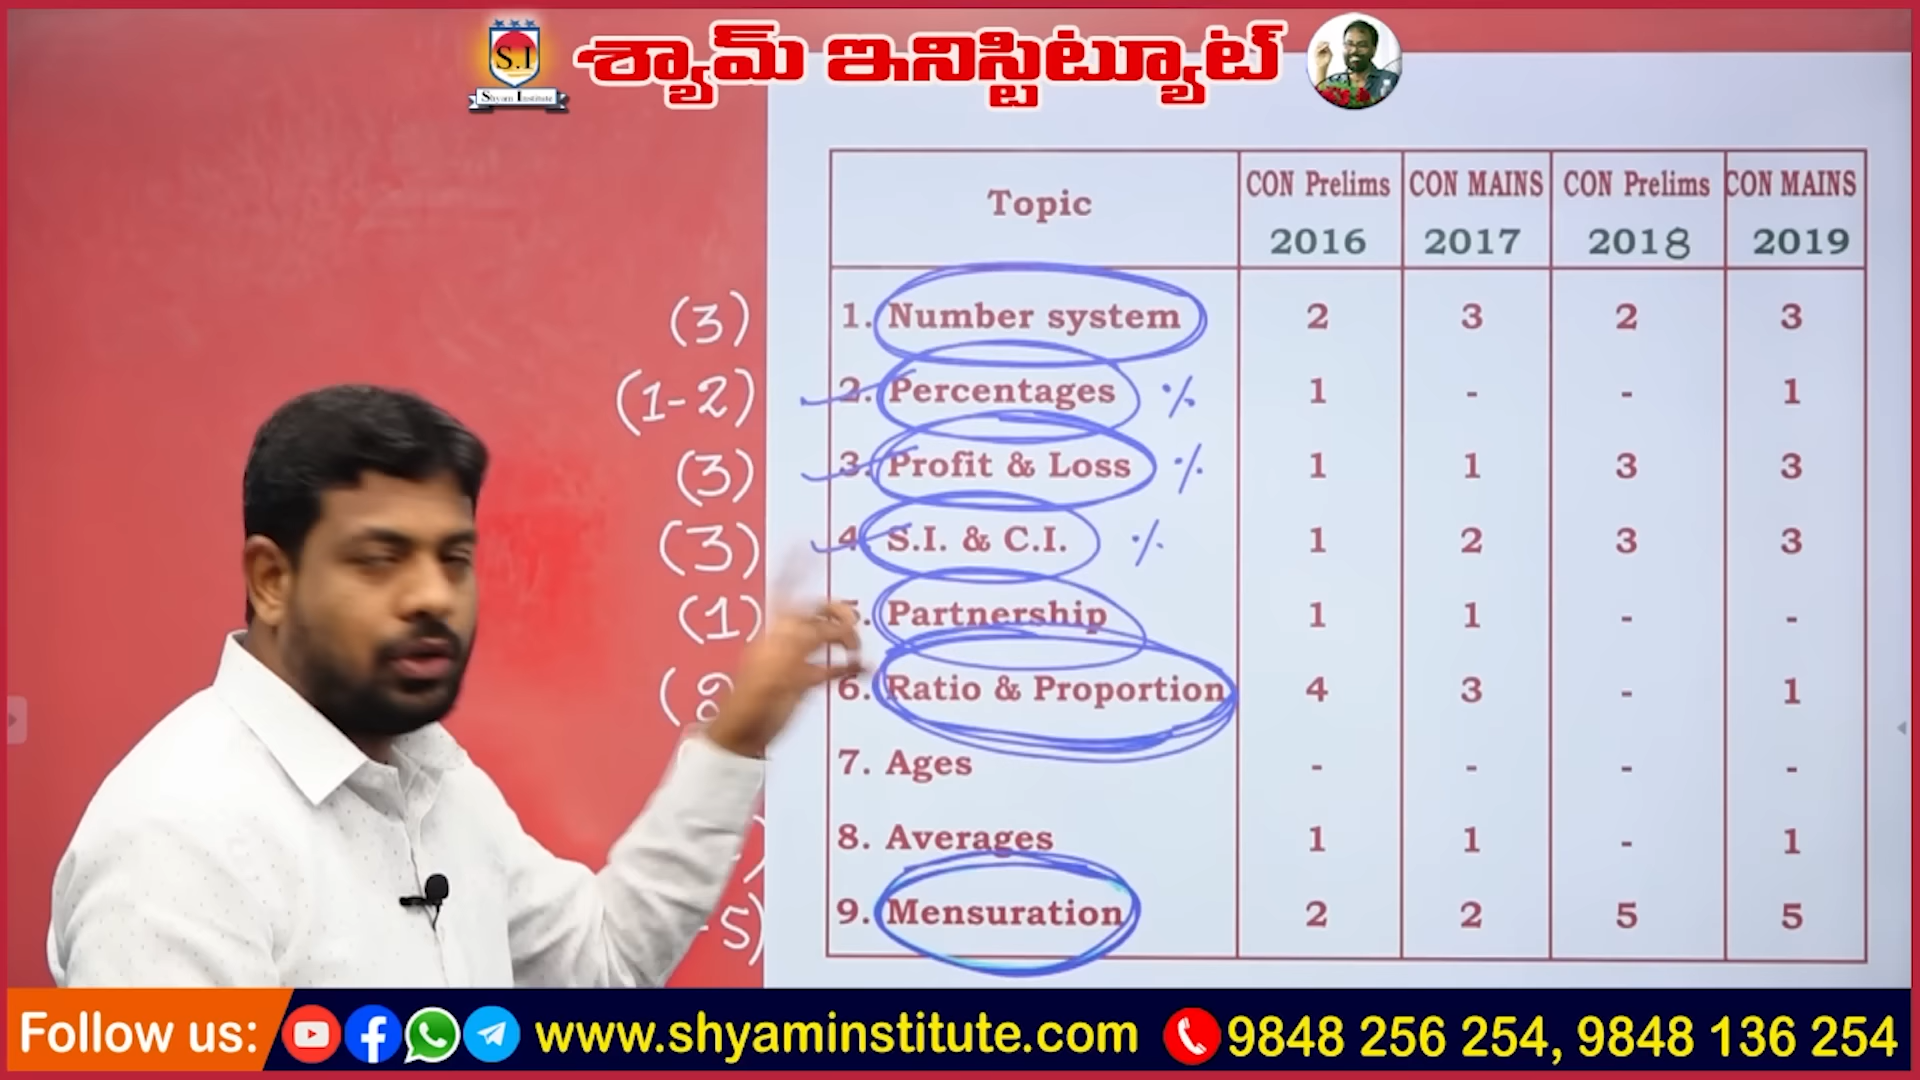 S.I
Shyam Institute
శ్యామ్ ఇనిస్టిట్యూట్
Topic CON Prelims 2016 CON MAINS 2017 CON Prelims 2018 CON MAINS 2019
(3) 1. Number system 2 3 2 3
(1-2) 2. Percentages % 1 - - 1
(3) 3. Profit & Loss % 1 1 3 3
(3) 4. S.I. & C.I. % 1 2 3 3
(1) 5. Partnership 1 1 - -
6. Ratio & Proportion 4 3 - 1
7. Ages - - - -
8. Averages 1 1 - 1
-5) 9. Mensuration 2 2 5 5
Follow us: www.shyaminstitute.com 9848 256 254, 9848 136 254